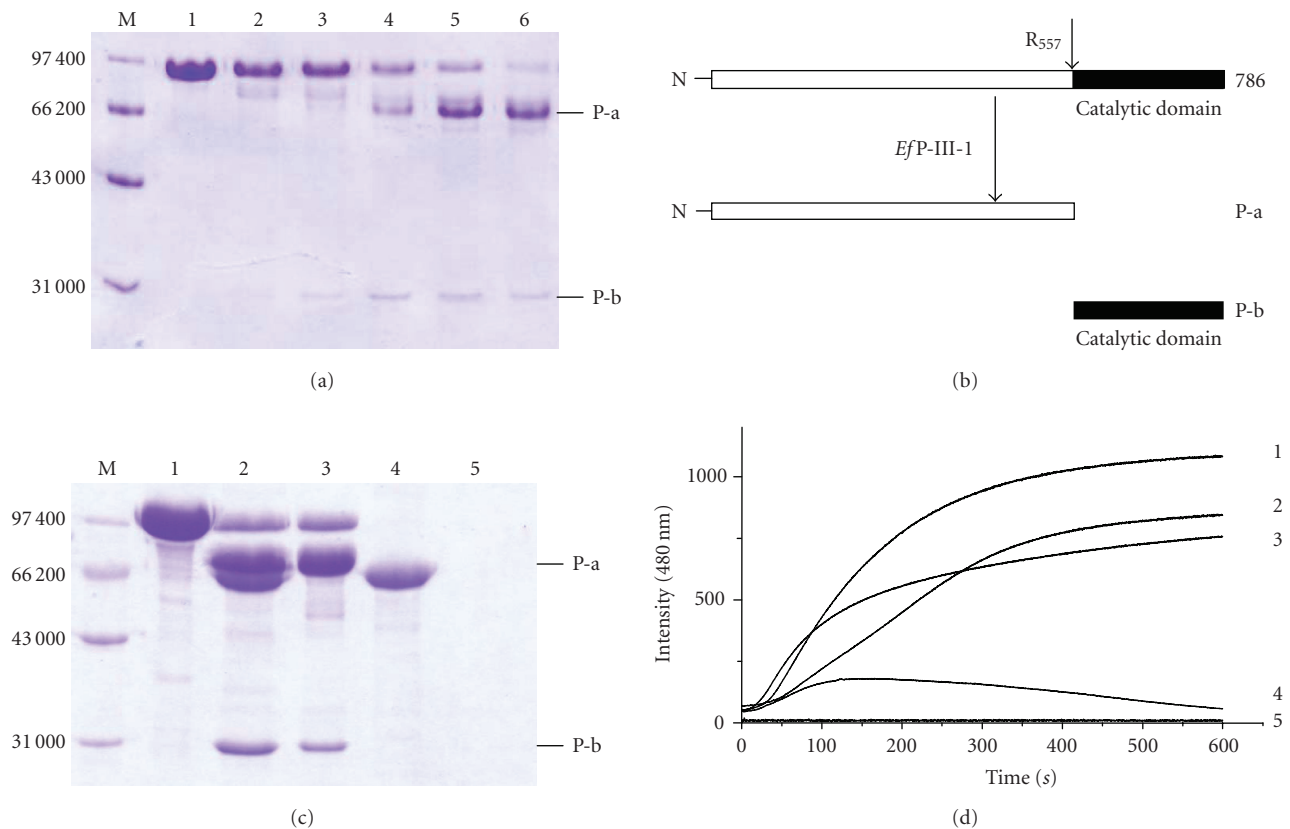 M 1 2 3 4 5 6
97 400
66 200
43 000
31 000
P-a
P-b
(a)
R557
N
786
Catalytic domain
EfP-III-1
N
P-a
P-b
Catalytic domain
(b)
M 1 2 3 4 5
97 400
66 200
43 000
31 000
P-a
P-b
(c)
Intensity (480 nm)
1000
500
0
0 100 200 300 400 500 600
Time (s)
1
2
3
4
5
(d)